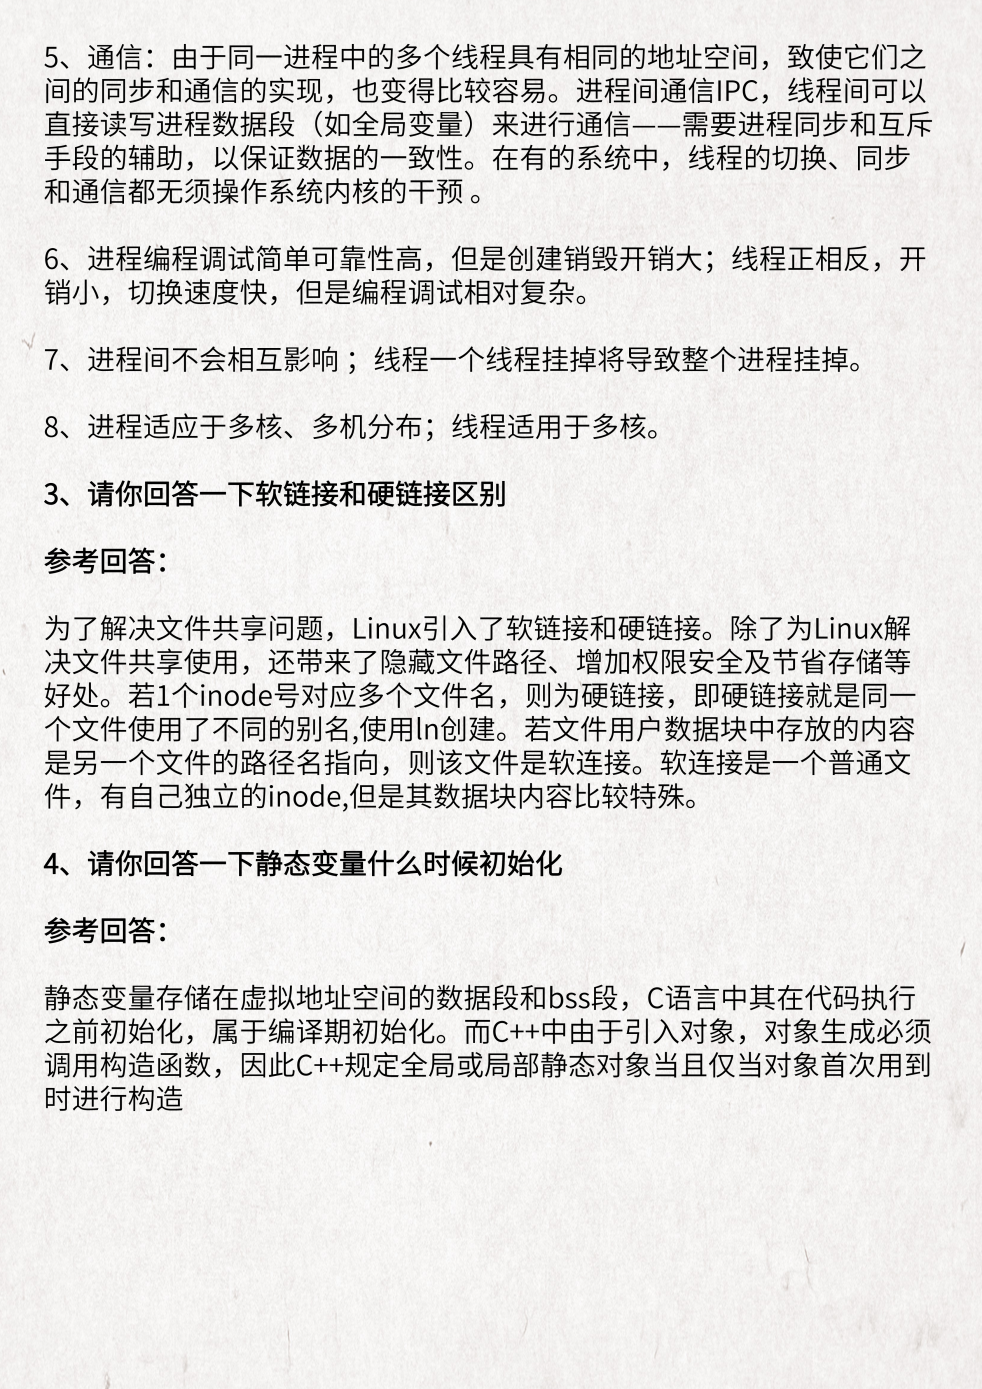 5、通信：由于同一进程中的多个线程具有相同的地址空间，致使它们之
间的同步和通信的实现，也变得比较容易。进程间通信IPC，线程间可以
直接读写进程数据段（如全局变量）来进行通信——需要进程同步和互斥
手段的辅助，以保证数据的一致性。在有的系统中，线程的切换、同步
和通信都无须操作系统内核的干预 。
6、进程编程调试简单可靠性高，但是创建销毁开销大；线程正相反，开
销小，切换速度快，但是编程调试相对复杂。
7、进程间不会相互影响 ；线程一个线程挂掉将导致整个进程挂掉。
8、进程适应于多核、多机分布；线程适用于多核。
3、请你回答一下软链接和硬链接区别
参考回答：
为了解决文件共享问题，Linux引入了软链接和硬链接。除了为Linux解
决文件共享使用，还带来了隐藏文件路径、增加权限安全及节省存储等
好处。若1个inode号对应多个文件名，则为硬链接，即硬链接就是同一
个文件使用了不同的别名,使用ln创建。若文件用户数据块中存放的内容
是另一个文件的路径名指向，则该文件是软连接。软连接是一个普通文
件，有自己独立的inode,但是其数据块内容比较特殊。
4、请你回答一下静态变量什么时候初始化
参考回答：
静态变量存储在虚拟地址空间的数据段和bss段，C语言中其在代码执行
之前初始化，属于编译期初始化。而C++中由于引入对象，对象生成必须
调用构造函数，因此C++规定全局或局部静态对象当且仅当对象首次用到
时进行构造